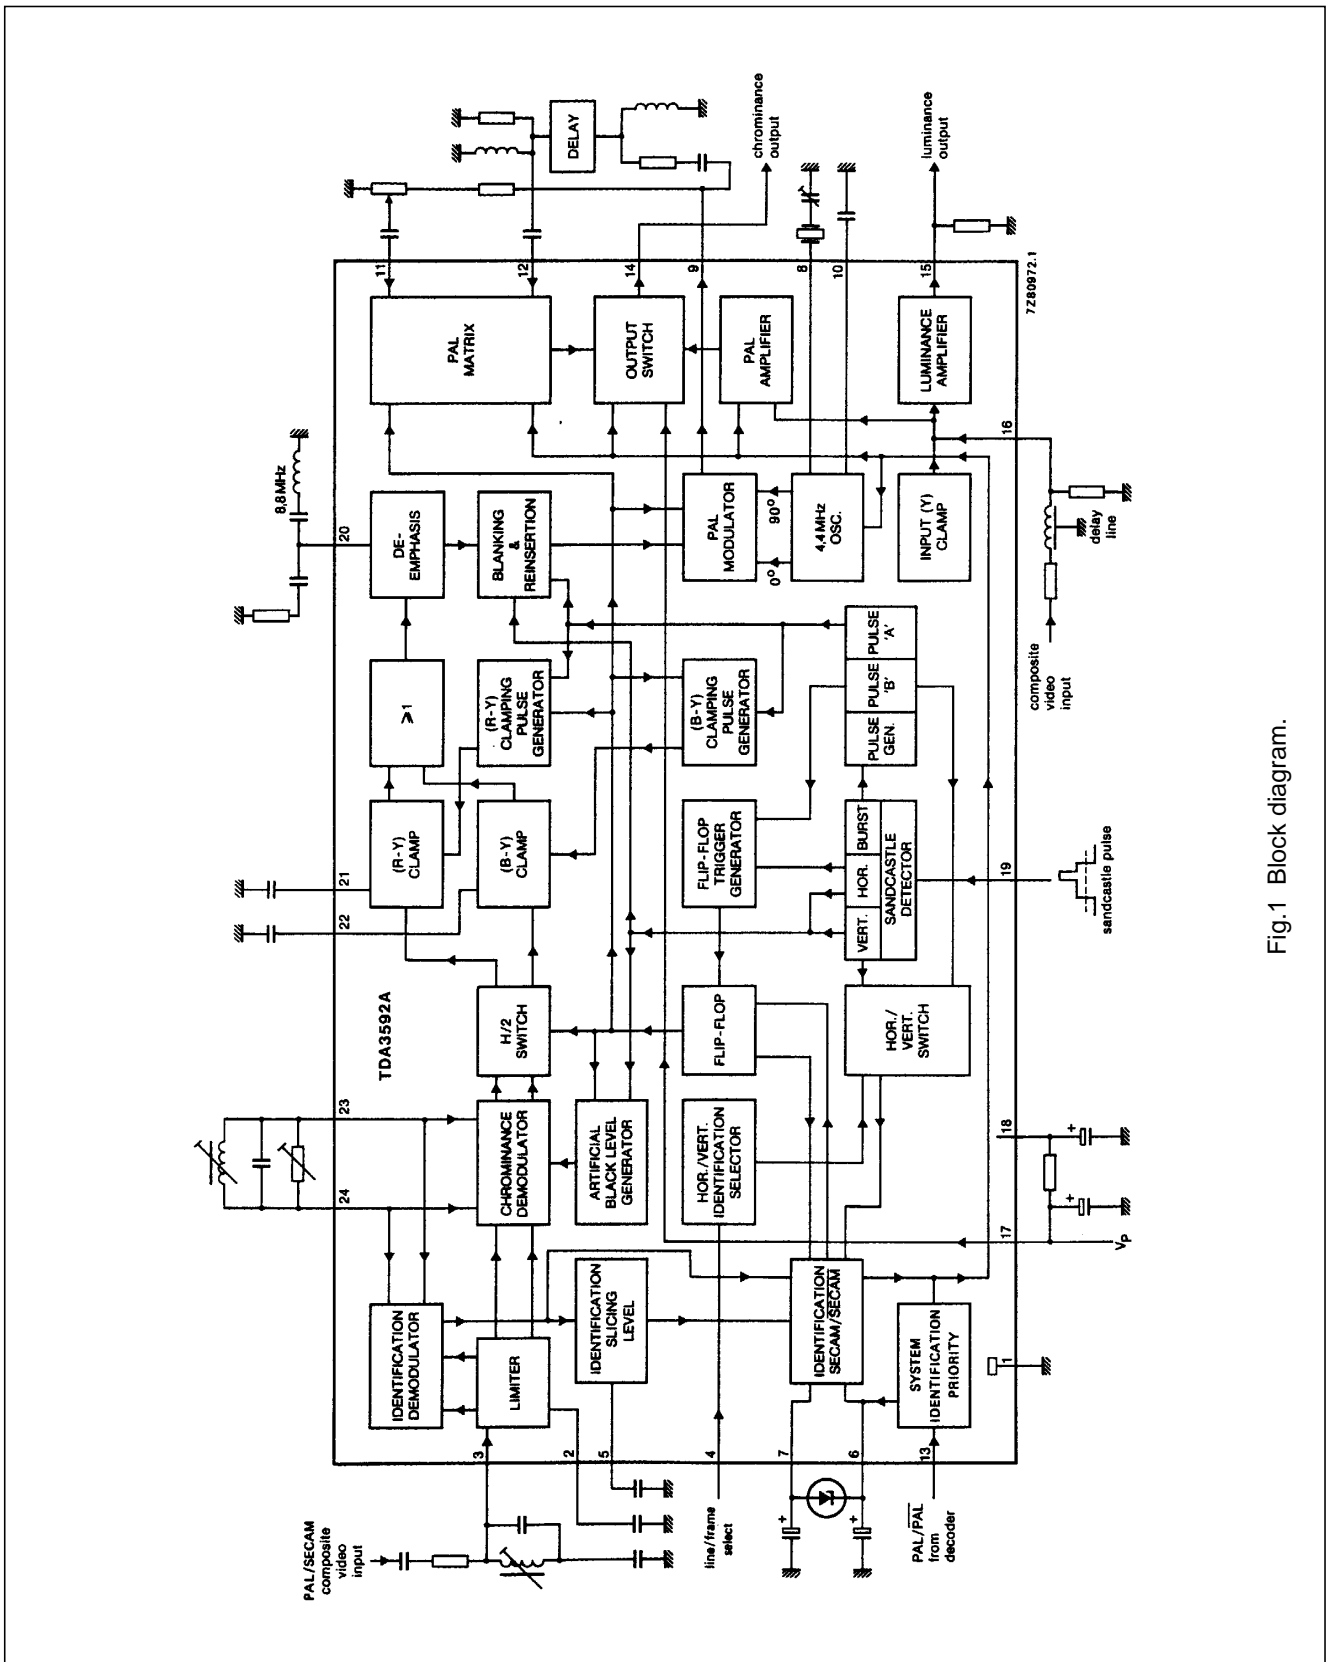 PAL/SECAM
composite
video
input
3
2
5
4
line/frame
select
7
6
13
PAL/PAL
from
decoder
24
23
22
21
20
8,8 MHz
11
12
14
9
8
10
15
16
19
18
17
1
TDA3592A
IDENTIFICATION
DEMODULATOR
LIMITER
IDENTIFICATION
SLICING
LEVEL
IDENTIFICATION
SECAM/SECAM
SYSTEM
IDENTIFICATION
PRIORITY
CHROMINANCE
DEMODULATOR
ARTIFICIAL
BLACK LEVEL
GENERATOR
HOR./VERT.
IDENTIFICATION
SELECTOR
H/2
SWITCH
FLIP-FLOP
HOR./
VERT.
SWITCH
(R-Y)
CLAMP
(B-Y)
CLAMP
FLIP-FLOP
TRIGGER
GENERATOR
VERT.
HOR.
BURST
SANDCASTLE
DETECTOR
⩾1
(R-Y)
CLAMPING
PULSE
GENERATOR
(B-Y)
CLAMPING
PULSE
GENERATOR
PULSE
GEN.
PULSE
'B'
PULSE
'A'
DE-
EMPHASIS
BLANKING
&
REINSERTION
PAL
MODULATOR
0°
90°
4,4 MHz
OSC.
INPUT (Y)
CLAMP
PAL
MATRIX
OUTPUT
SWITCH
PAL
AMPLIFIER
LUMINANCE
AMPLIFIER
DELAY
chrominance
output
luminance
output
7Z80972.1
+
+
+
+
VP
sandcastle pulse
composite
video
input
delay
line
Fig.1 Block diagram.